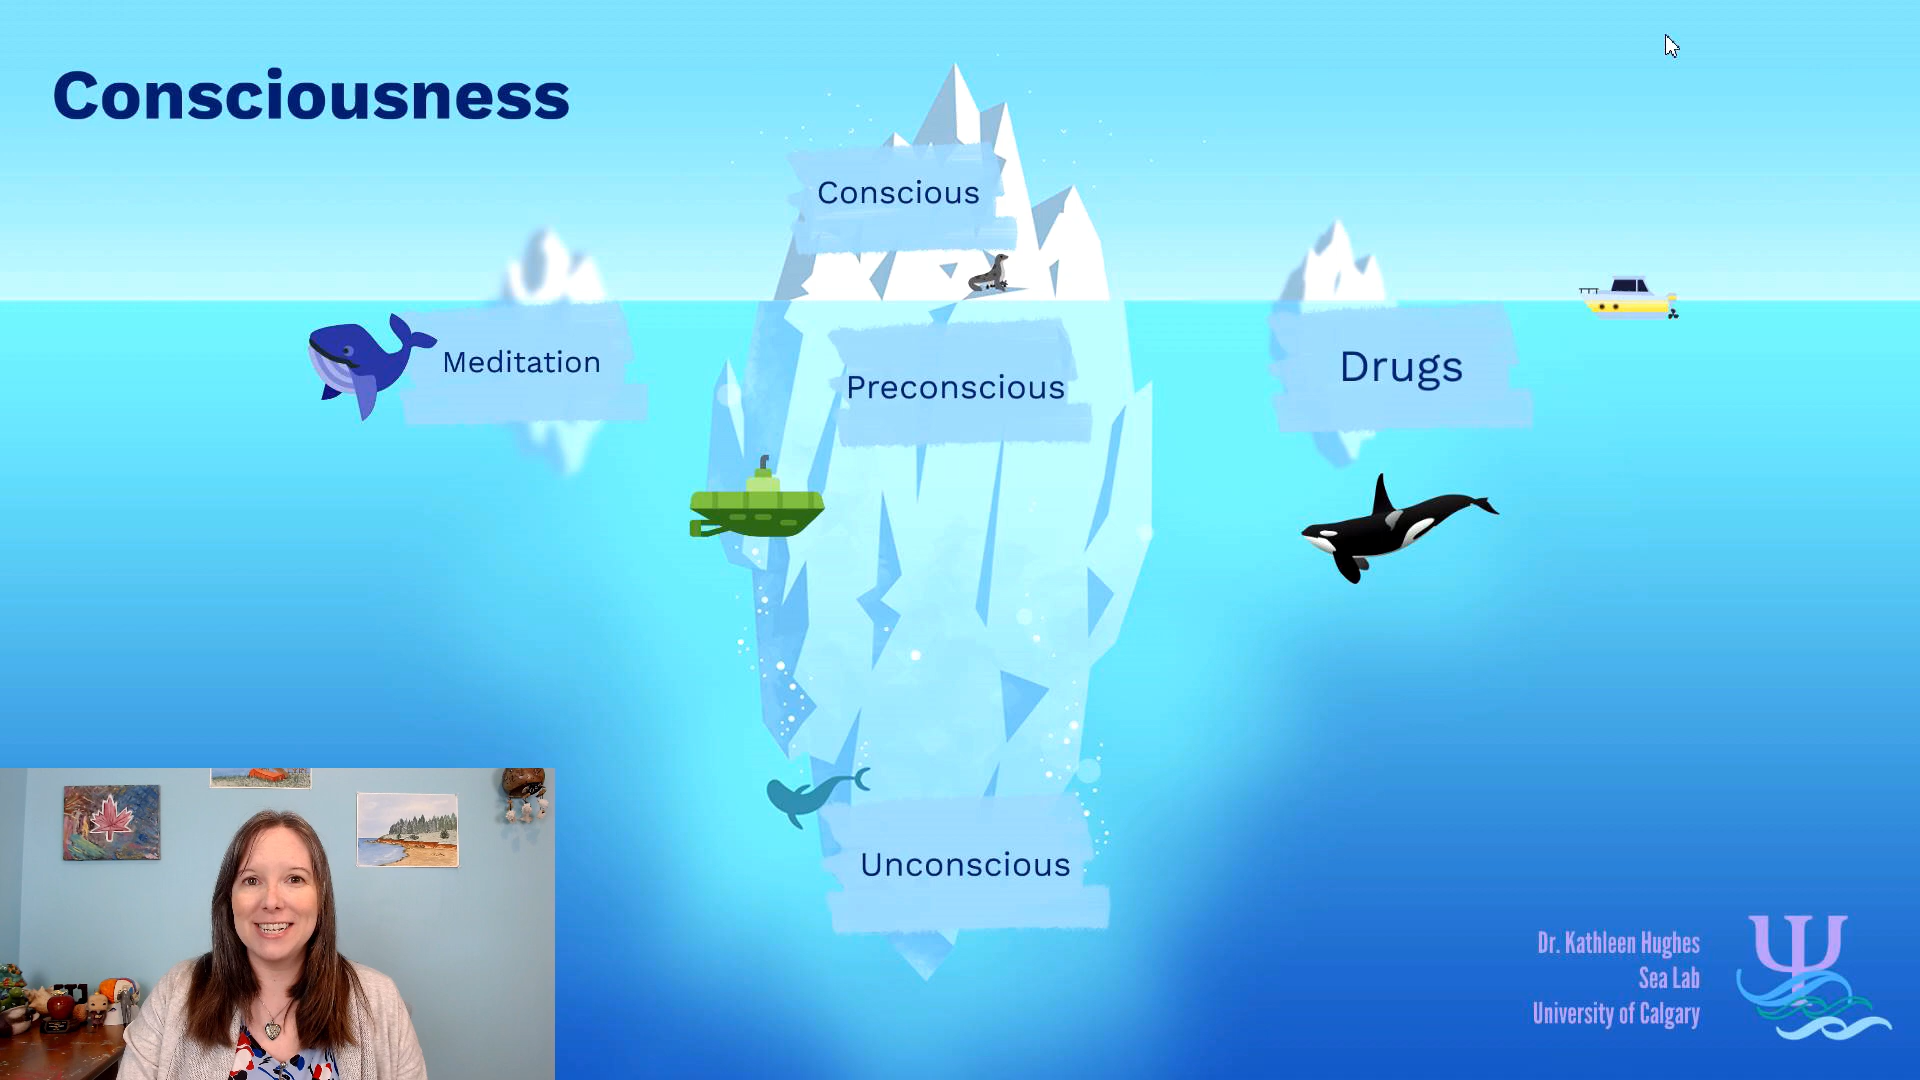 Consciousness
Conscious
Meditation
Preconscious
Drugs
Unconscious
Dr. Kathleen Hughes
Sea Lab
University of Calgary
Ψ